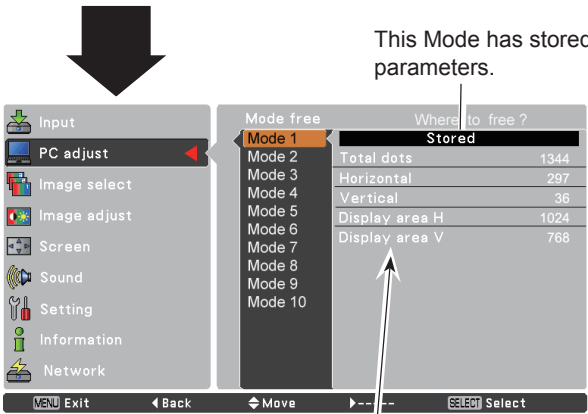 This Mode has stored
parameters.
Input
PC adjust
Image select
Image adjust
Screen
Sound
Setting
Information
Network
Mode free
Where to free ?
Mode 1
Mode 2
Mode 3
Mode 4
Mode 5
Mode 6
Mode 7
Mode 8
Mode 9
Mode 10
Stored
Total dots 1344
Horizontal 297
Vertical 36
Display area H 1024
Display area V 768
MENU Exit ◀Back Move ▶----- SELECT Select